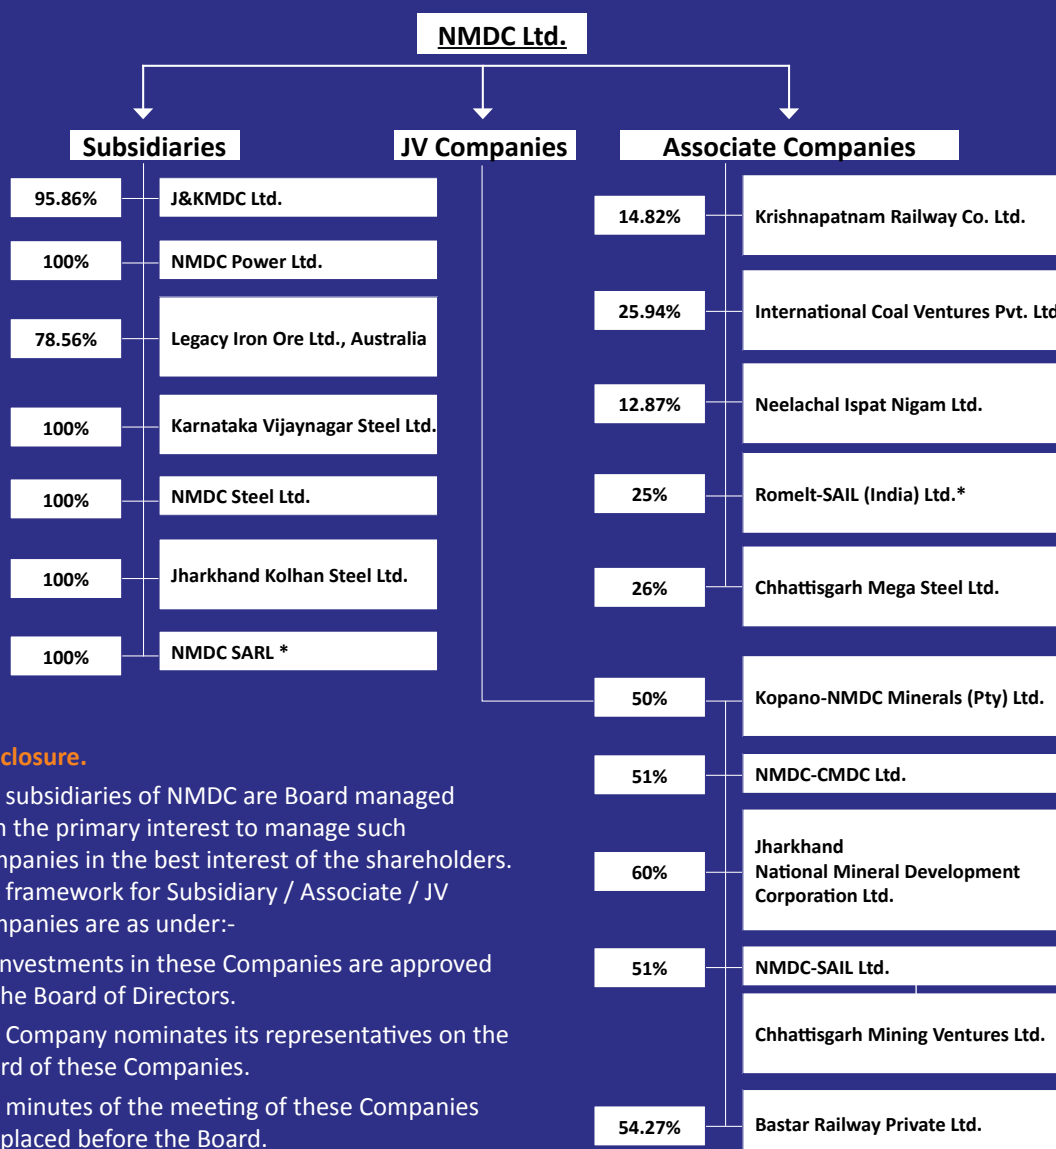 NMDC Ltd.
Subsidiaries
95.86%
J&KMDC Ltd.
100%
NMDC Power Ltd.
78.56%
Legacy Iron Ore Ltd., Australia
100%
Karnataka Vijaynagar Steel Ltd.
100%
NMDC Steel Ltd.
100%
Jharkhand Kolhan Steel Ltd.
100%
NMDC SARL *
JV Companies
Associate Companies
14.82%
Krishnapatnam Railway Co. Ltd.
25.94%
International Coal Ventures Pvt. Ltd
12.87%
Neelachal Ispat Nigam Ltd.
25%
Romelt-SAIL (India) Ltd.*
26%
Chhattisgarh Mega Steel Ltd.
50%
Kopano-NMDC Minerals (Pty) Ltd.
51%
NMDC-CMDC Ltd.
60%
Jharkhand
National Mineral Development
Corporation Ltd.
51%
NMDC-SAIL Ltd.
Chhattisgarh Mining Ventures Ltd.
54.27%
Bastar Railway Private Ltd.
closure.
subsidiaries of NMDC are Board managed
the primary interest to manage such
mpanies in the best interest of the shareholders.
framework for Subsidiary / Associate / JV
mpanies are as under:-
nvestments in these Companies are approved
he Board of Directors.
Company nominates its representatives on the
rd of these Companies.
minutes of the meeting of these Companies
placed before the Board.